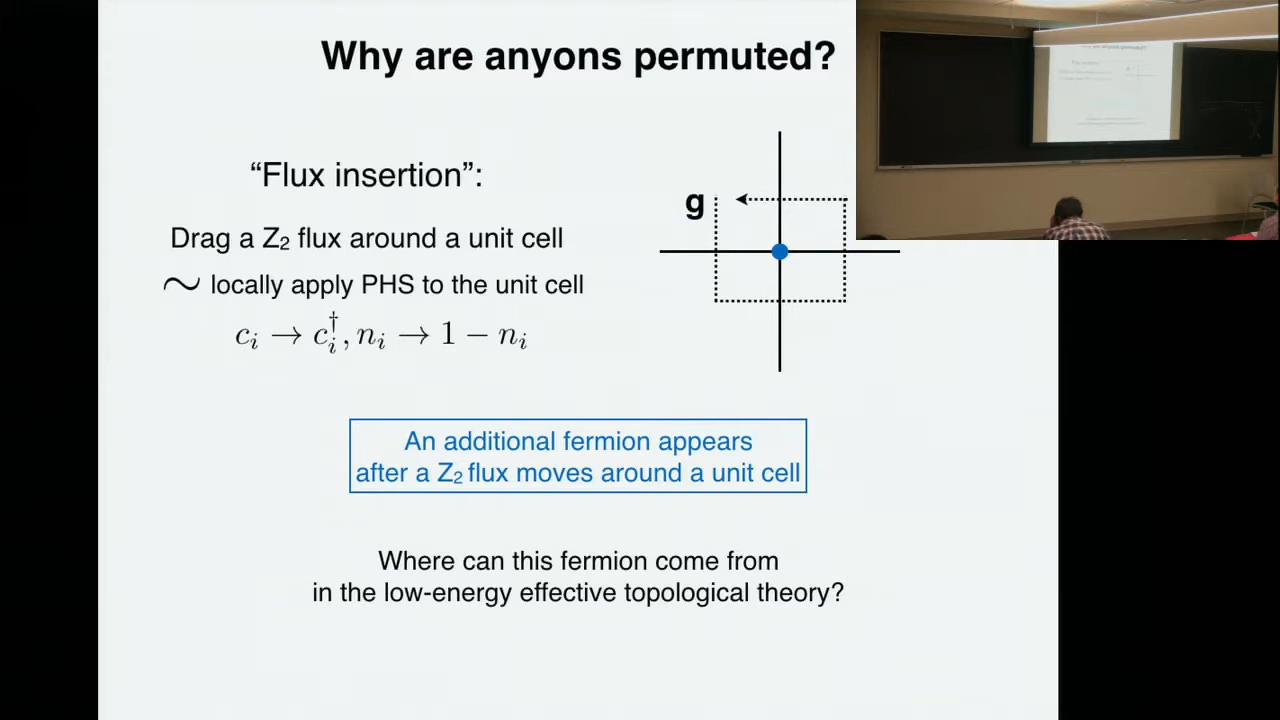 Why are anyons permuted?
“Flux insertion”:
Drag a Z₂ flux around a unit cell
∼ locally apply PHS to the unit cell
c_i → c_i^†, n_i → 1 − n_i
g
An additional fermion appears
after a Z₂ flux moves around a unit cell
Where can this fermion come from
in the low-energy effective topological theory?